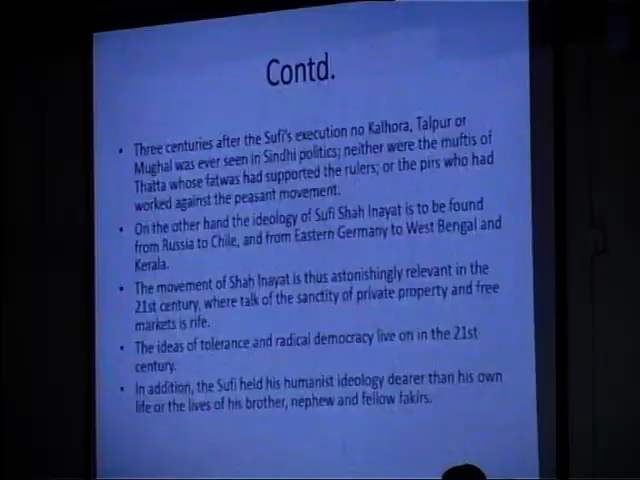 Contd.
• Three centuries after the Sufi's execution no Kalhora, Talpur or
Mughal was ever seen in Sindhi politics; neither were the muftis of
Thatta whose fatwas had supported the rulers; or the pirs who had
worked against the peasant movement.
• On the other hand the ideology of Sufi Shah Inayat is to be found
from Russia to Chile, and from Eastern Germany to West Bengal and
Kerala.
• The movement of Shah Inayat is thus astonishingly relevant in the
21st century, where talk of the sanctity of private property and free
markets is rife.
• The ideas of tolerance and radical democracy live on in the 21st
century.
• In addition, the Sufi held his humanist ideology dearer than his own
life or the lives of his brother, nephew and fellow fakirs.